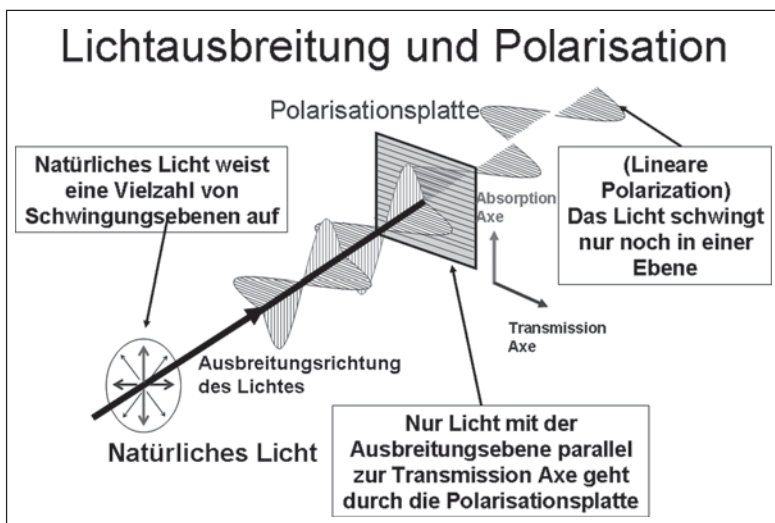 Lichtausbreitung und Polarisation
Polarisationsplatte
Natürliches Licht weist
eine Vielzahl von
Schwingungsebenen auf
(Lineare
Polarization)
Das Licht schwingt
nur noch in einer
Ebene
Absorption
Axe
Transmission
Axe
Ausbreitungsrichtung
des Lichtes
Natürliches Licht
Nur Licht mit der
Ausbreitungsebene parallel
zur Transmission Axe geht
durch die Polarisationsplatte